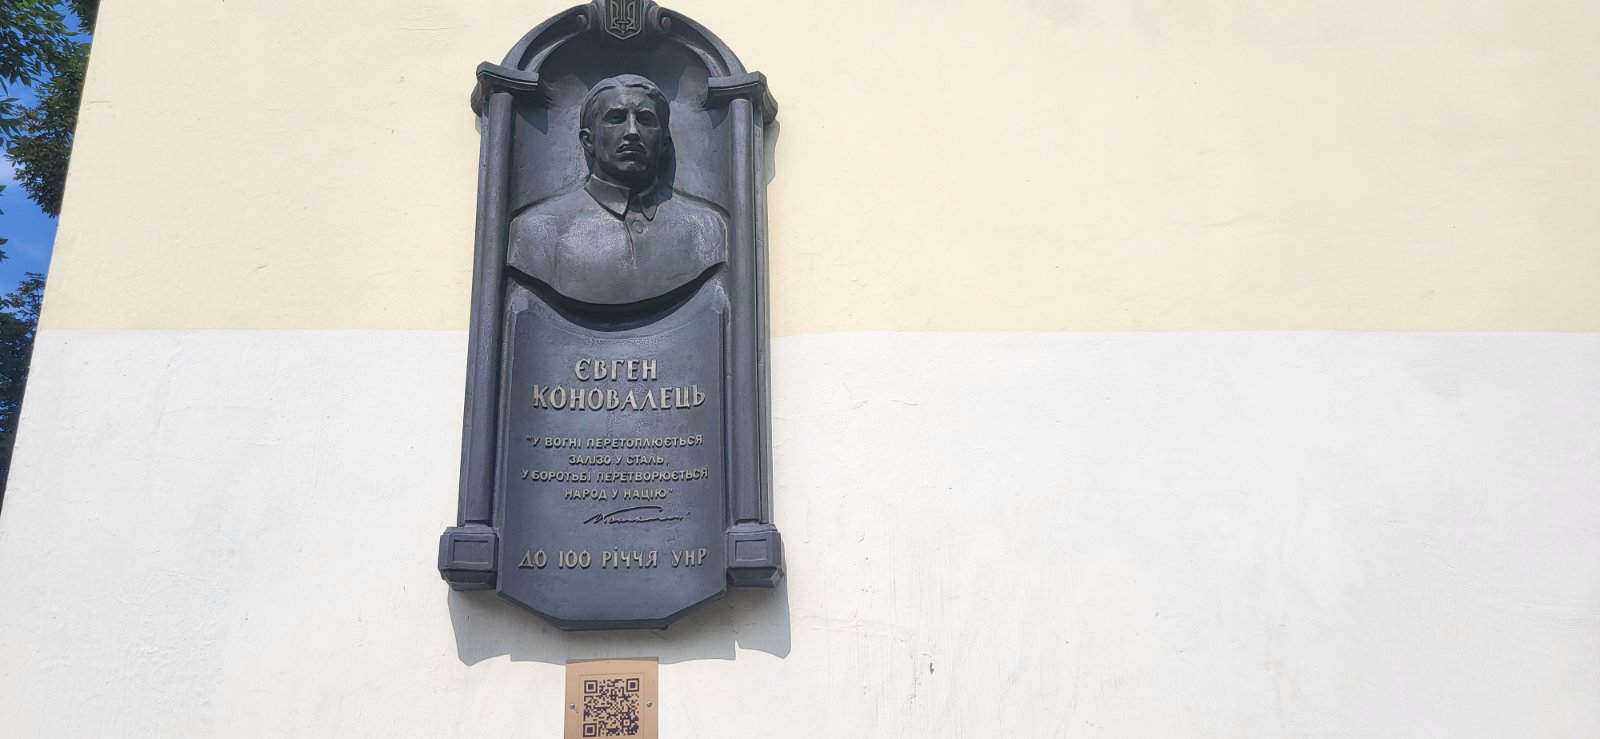 ЄВГЕН
КОНОВАЛЕЦЬ
"У ВОГНІ ПЕРЕТОПЛЮЄТЬСЯ
ЗАЛІЗО У СТАЛЬ,
У БОРОТЬБІ ПЕРЕТВОРЮЄТЬСЯ
НАРОД У НАЦІЮ"
ДО 100 РІЧЧЯ УНР